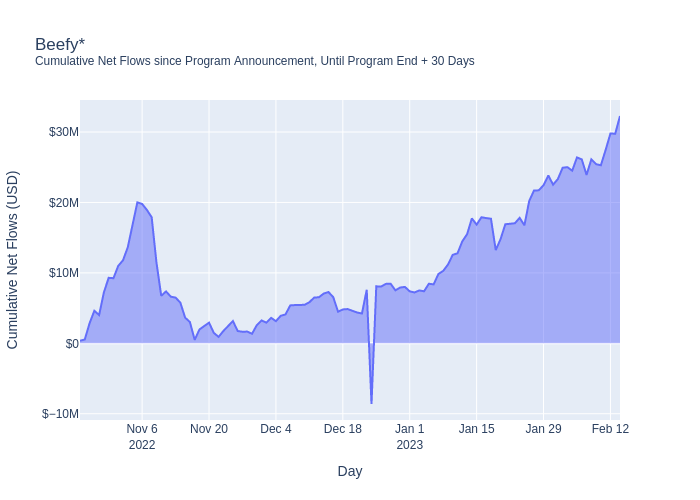 Beefy*
Cumulative Net Flows since Program Announcement, Until Program End + 30 Days
Cumulative Net Flows (USD)
$30M
$20M
$10M
$0
$−10M
Nov 6
2022
Nov 20
Dec 4
Dec 18
Jan 1
2023
Jan 15
Jan 29
Feb 12
Day